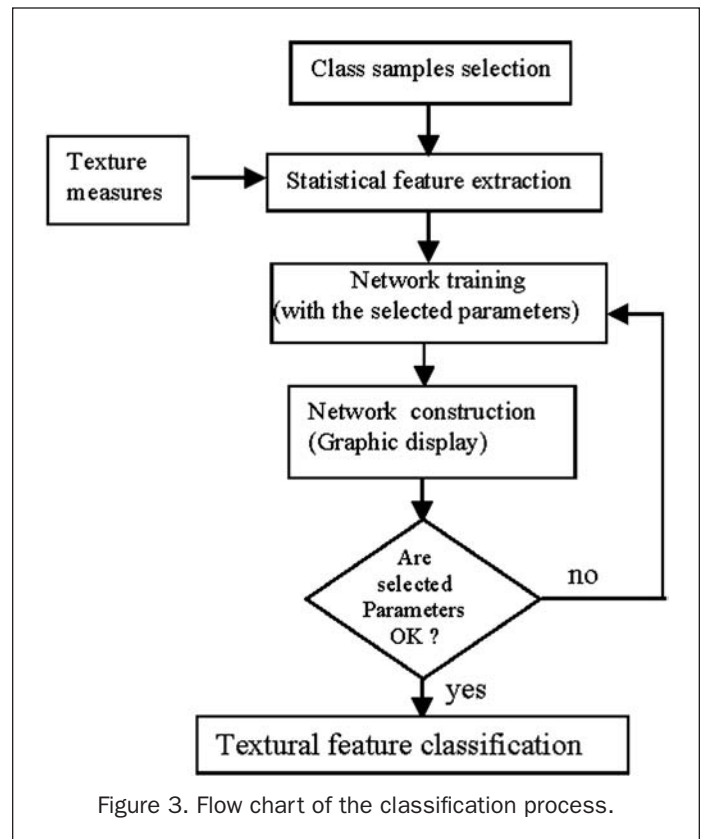 Class samples selection
Texture
measures
Statistical feature extraction
Network training
(with the selected parameters)
Network construction
(Graphic display)
Are
selected
Parameters
OK ?
no
yes
Textural feature classification
Figure 3. Flow chart of the classification process.